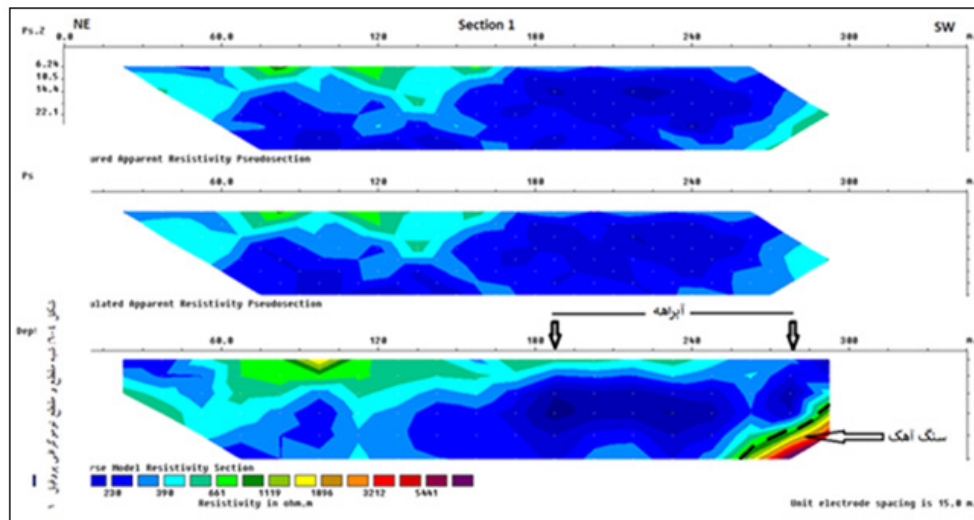 NE Section 1 SW
Ps.Z
0.0 60.0 120 180 240 300 m.
6.24
10.5
14.4
22.1
ured Apparent Resistivity Pseudosection
Ps
60.0 120 180 240 300 m.
ulated Apparent Resistivity Pseudosection
آبراهه
Dep
60.0 120 180 240 300 m.
سنگ آهک
rse Model Resistivity Section
230 390 661 1119 1896 3212 5441
Resistivity in ohm.m
Unit electrode spacing is 15.0 m.